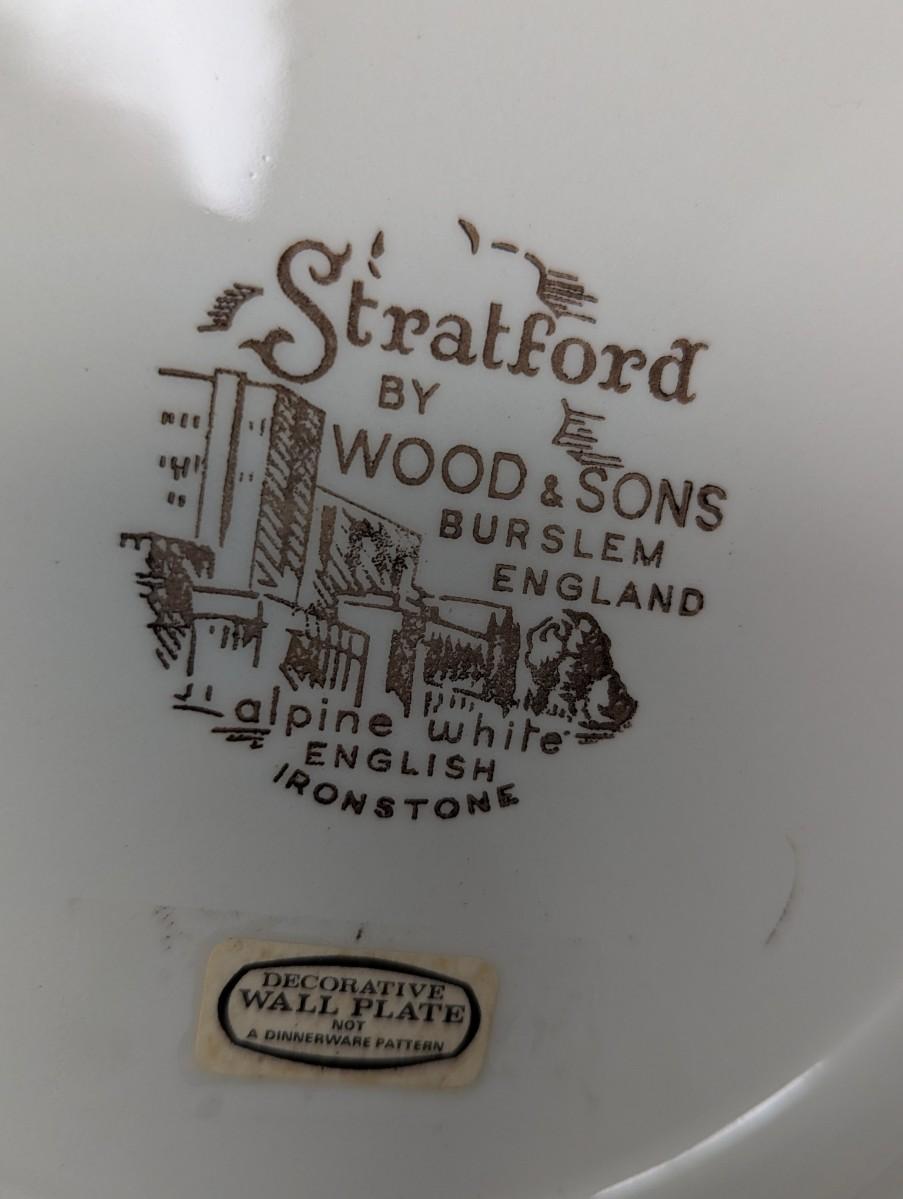 Stratford
BY
WOOD & SONS
BURSLEM
ENGLAND
alpine white
ENGLISH
IRONSTONE
DECORATIVE
WALL PLATE
NOT
A DINNERWARE PATTERN